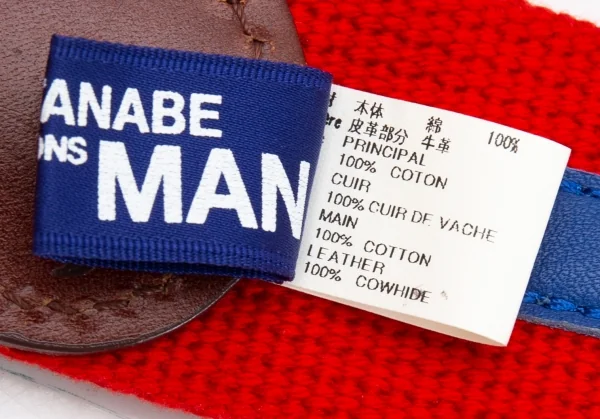 ANABE
ONS
MAN
本体 綿 100%
皮革部分 牛革
PRINCIPAL
100% COTON
CUIR
100% CUIR DE VACHE
MAIN
100% COTTON
LEATHER
100% COWHIDE